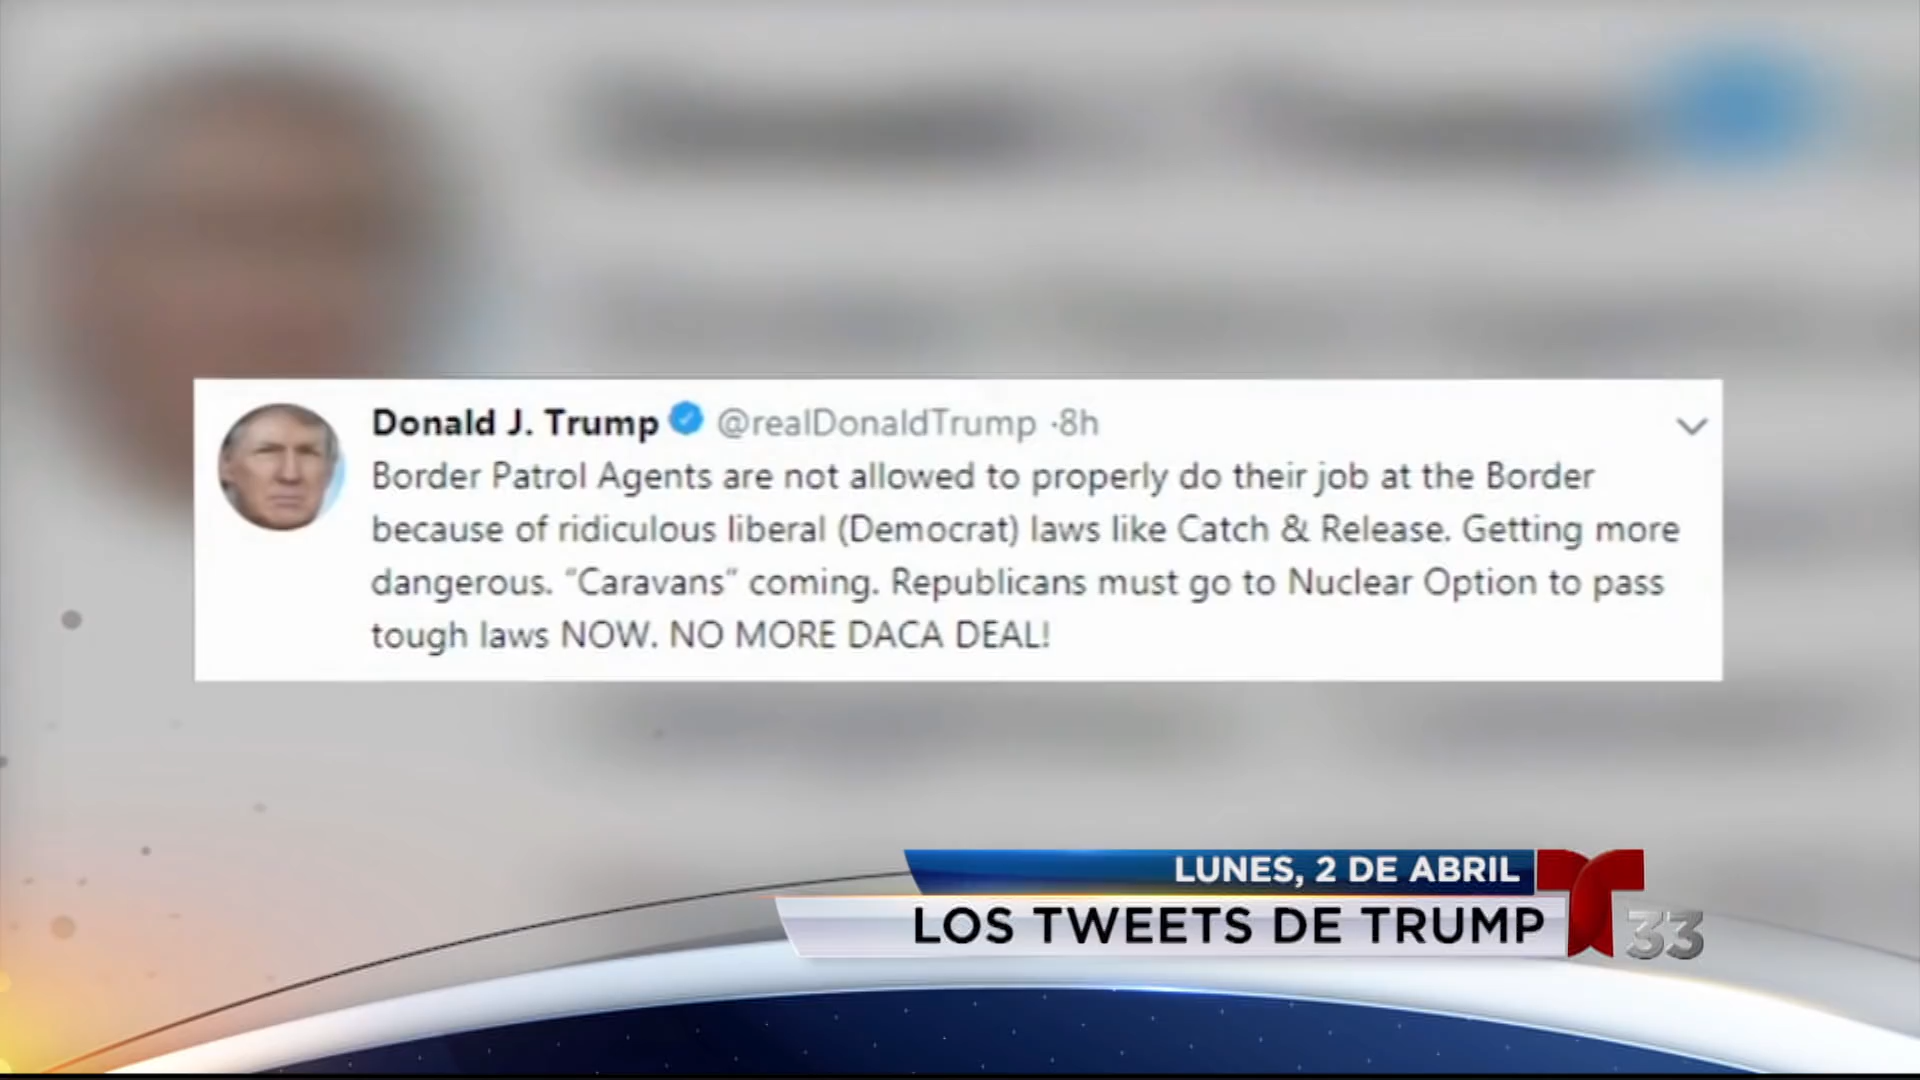 Donald J. Trump @realDonaldTrump ·8h
Border Patrol Agents are not allowed to properly do their job at the Border
because of ridiculous liberal (Democrat) laws like Catch & Release. Getting more
dangerous. “Caravans” coming. Republicans must go to Nuclear Option to pass
tough laws NOW. NO MORE DACA DEAL!
LUNES, 2 DE ABRIL
LOS TWEETS DE TRUMP
33